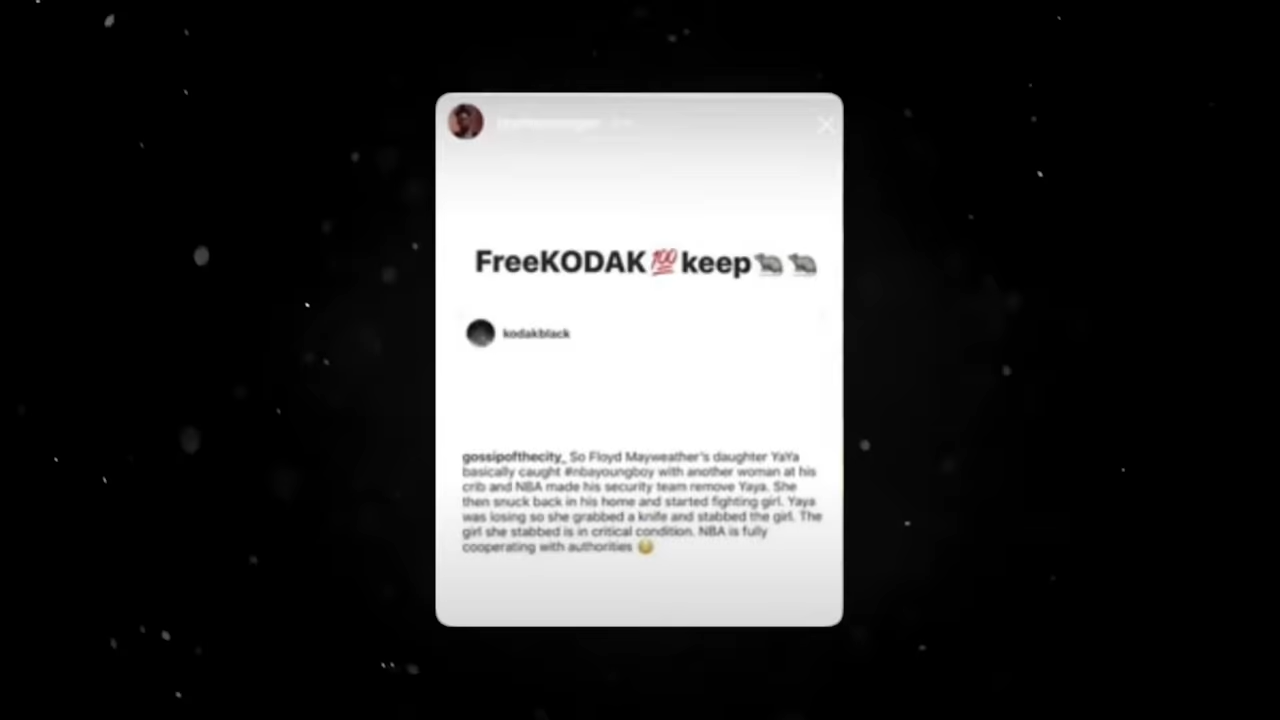 FreeKODAK💯keep🐀🐀
kodakblack
gossipofthecity_ So Floyd Mayweather's daughter YaYa
basically caught #nbayoungboy with another woman at his
crib and NBA made his security team remove Yaya. She
then snuck back in his home and started fighting girl. Yaya
was losing so she grabbed a knife and stabbed the girl. The
girl she stabbed is in critical condition. NBA is fully
cooperating with authorities 😳